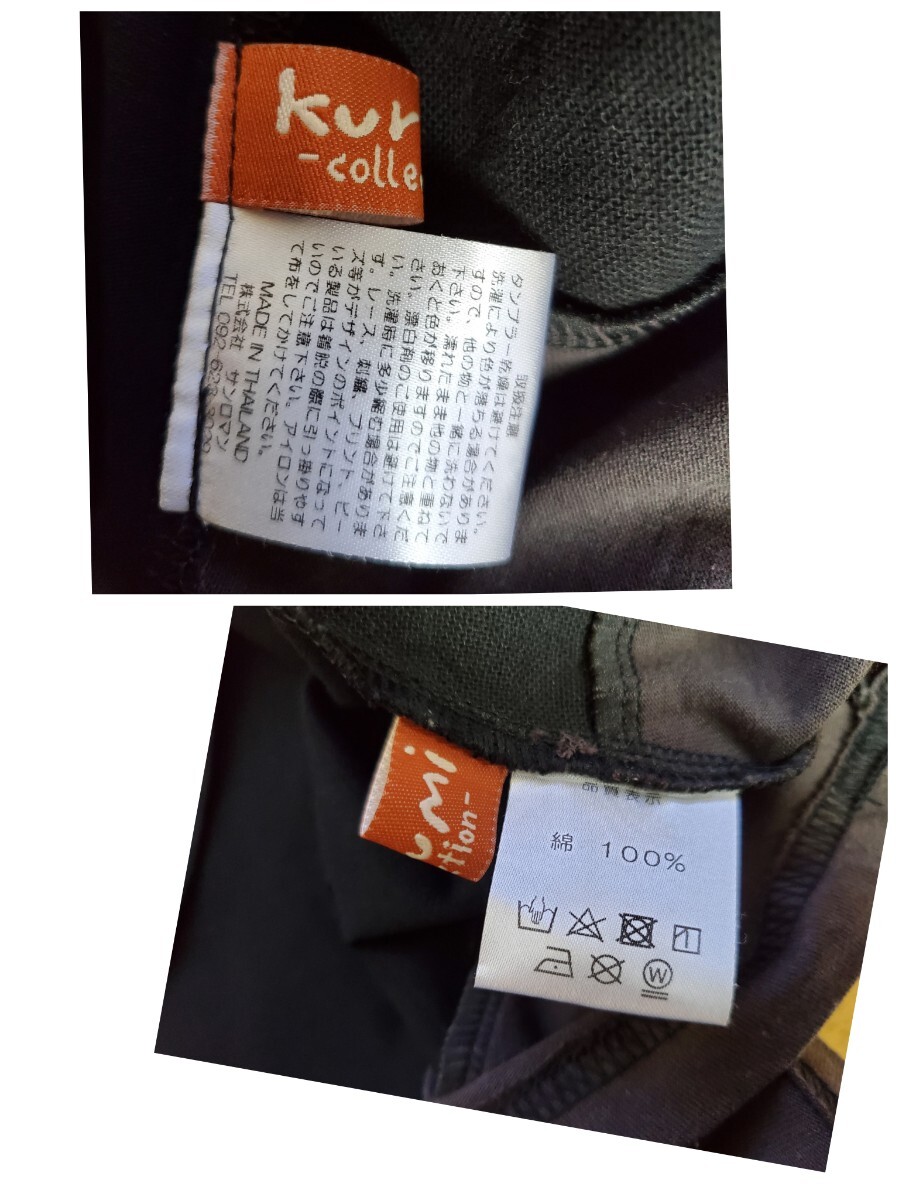 kur
-colle
取扱注意
タンブラー乾燥は避けてください。
洗濯により色が落ちる場合がありま
すので、他の物と一緒に洗わないで
下さい。濡れたまま他の物と重ねて
おくと色が移りますのでご注意くだ
さい。漂白剤のご使用は避けて下さ
い。洗濯時に多少縮む場合がありま
す。レース、刺繍、プリント、ビー
ズ等がデザインのポイントになって
いる製品は着脱の際に引っ掛りやす
いのでご注意下さい。アイロンは当
て布をしてかけてください。
MADE IN THAILAND
株式会社 サンロマン
TEL 092-623-
umi
ction-
品質表示
綿 100%
W